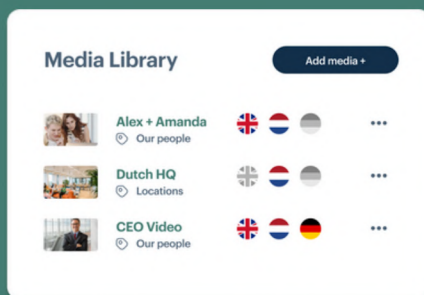 Media Library
Add media +
Alex + Amanda
Our people
Dutch HQ
Locations
CEO Video
Our people